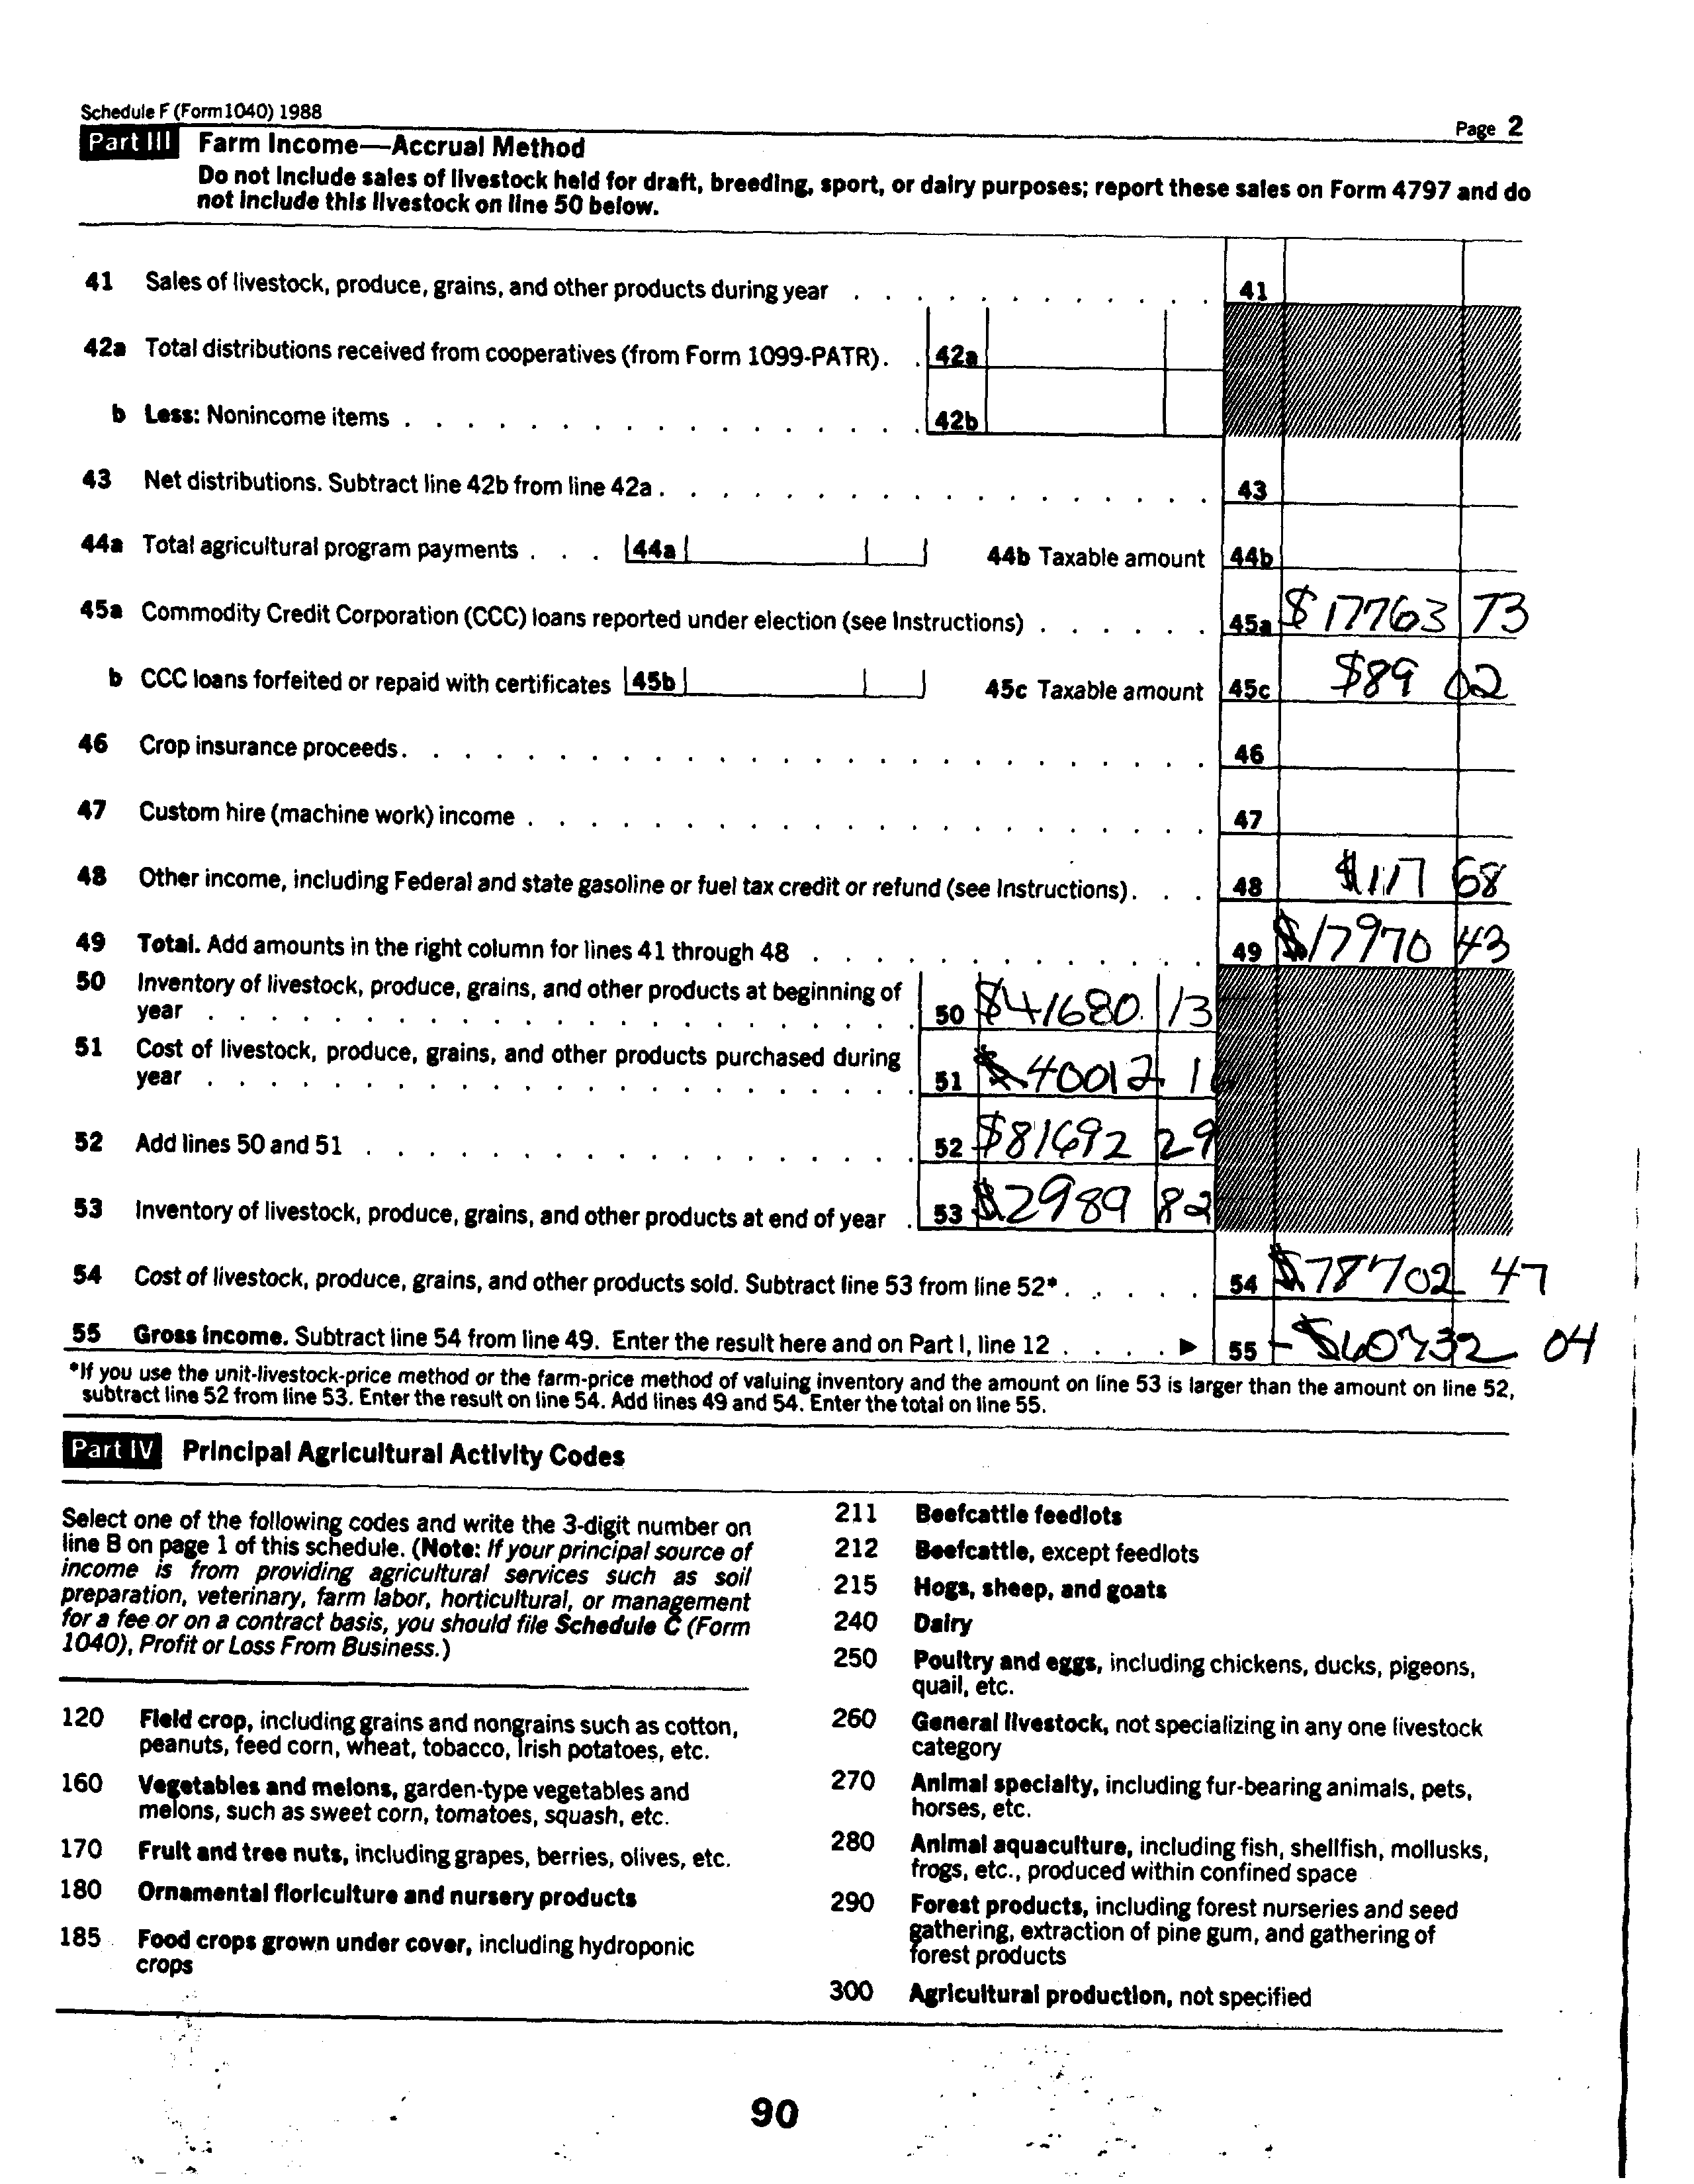 Schedule F (Form 1040) 1988
Page 2
Part III Farm Income—Accrual Method
Do not include sales of livestock held for draft, breeding, sport, or dairy purposes; report these sales on Form 4797 and do
not include this livestock on line 50 below.
41 Sales of livestock, produce, grains, and other products during year . . . . . . . . . . . . 41
42a Total distributions received from cooperatives (from Form 1099-PATR) . . 42a
b Less: Nonincome items . . . . . . . . . . . . . . . . . 42b
43 Net distributions. Subtract line 42b from line 42a . . . . . . . . . . . . . . . . . . 43
44a Total agricultural program payments . . . 44a 44b Taxable amount 44b
45a Commodity Credit Corporation (CCC) loans reported under election (see Instructions) . . . . . . 45a $17763 73
b CCC loans forfeited or repaid with certificates 45b 45c Taxable amount 45c $89 02
46 Crop insurance proceeds . . . . . . . . . . . . . . . . . . . . . . . . . . 46
47 Custom hire (machine work) income . . . . . . . . . . . . . . . . . . . . . . 47
48 Other income, including Federal and state gasoline or fuel tax credit or refund (see Instructions) . . . 48 $117 68
49 Total. Add amounts in the right column for lines 41 through 48 . . . . . . . . . . . . . 49 $17970 43
50 Inventory of livestock, produce, grains, and other products at beginning of
year . . . . . . . . . . . . . . . . . . . . . . . 50 $41680. 13
51 Cost of livestock, produce, grains, and other products purchased during
year . . . . . . . . . . . . . . . . . . . . . . . 51 $40012 16
52 Add lines 50 and 51 . . . . . . . . . . . . . . . . . . 52 $81692 29
53 Inventory of livestock, produce, grains, and other products at end of year . 53 $2989 82
54 Cost of livestock, produce, grains, and other products sold. Subtract line 53 from line 52* . . . . . 54 $78702 47
55 Gross income. Subtract line 54 from line 49. Enter the result here and on Part I, line 12 . . . . ▶ 55 -$60732 04
*If you use the unit-livestock-price method or the farm-price method of valuing inventory and the amount on line 53 is larger than the amount on line 52,
subtract line 52 from line 53. Enter the result on line 54. Add lines 49 and 54. Enter the total on line 55.
Part IV Principal Agricultural Activity Codes
Select one of the following codes and write the 3-digit number on
line B on page 1 of this schedule. (Note: If your principal source of
income is from providing agricultural services such as soil
preparation, veterinary, farm labor, horticultural, or management
for a fee or on a contract basis, you should file Schedule C (Form
1040), Profit or Loss From Business.)
120 Field crop, including grains and nongrains such as cotton,
peanuts, feed corn, wheat, tobacco, Irish potatoes, etc.
160 Vegetables and melons, garden-type vegetables and
melons, such as sweet corn, tomatoes, squash, etc.
170 Fruit and tree nuts, including grapes, berries, olives, etc.
180 Ornamental floriculture and nursery products
185 Food crops grown under cover, including hydroponic
crops
211 Beefcattle feedlots
212 Beefcattle, except feedlots
215 Hogs, sheep, and goats
240 Dairy
250 Poultry and eggs, including chickens, ducks, pigeons,
quail, etc.
260 General livestock, not specializing in any one livestock
category
270 Animal specialty, including fur-bearing animals, pets,
horses, etc.
280 Animal aquaculture, including fish, shellfish, mollusks,
frogs, etc., produced within confined space
290 Forest products, including forest nurseries and seed
gathering, extraction of pine gum, and gathering of
forest products
300 Agricultural production, not specified
90